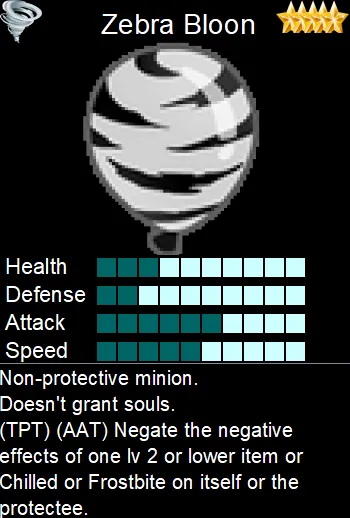 Zebra Bloon
Health
Defense
Attack
Speed
Non-protective minion.
Doesn't grant souls.
(TPT) (AAT) Negate the negative
effects of one lv 2 or lower item or
Chilled or Frostbite on itself or the
protectee.